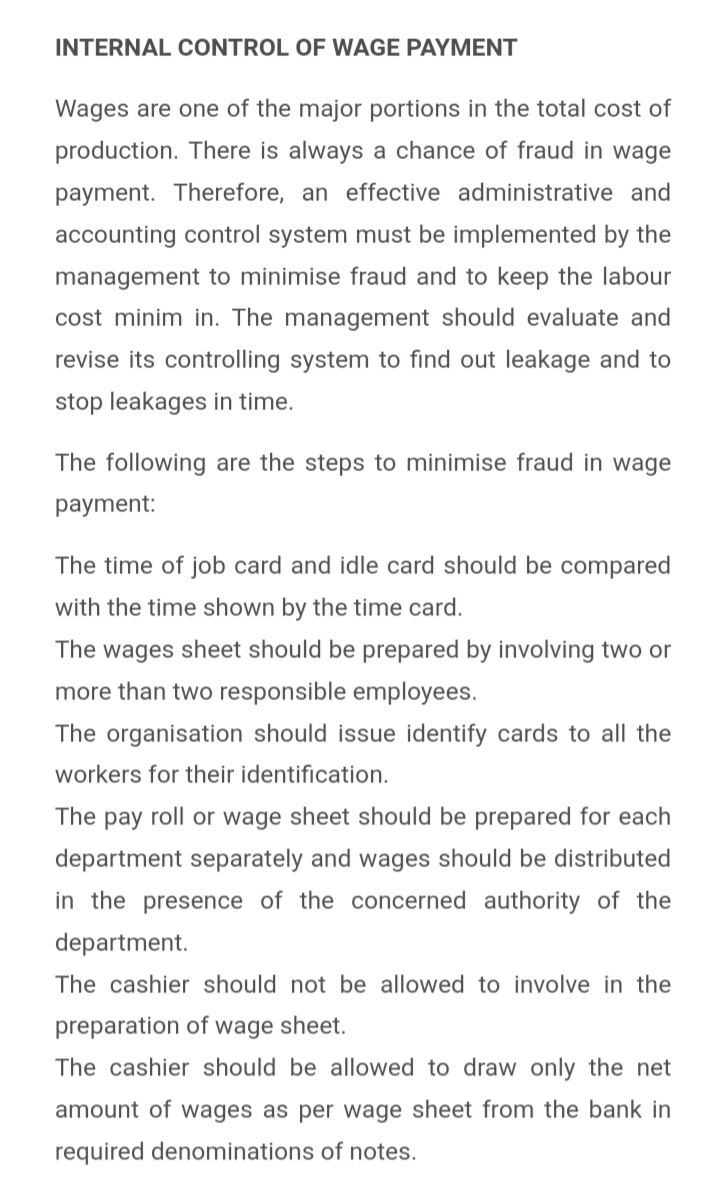 INTERNAL CONTROL OF WAGE PAYMENT
Wages are one of the major portions in the total cost of
production. There is always a chance of fraud in wage
payment. Therefore, an effective administrative and
accounting control system must be implemented by the
management to minimise fraud and to keep the labour
cost minim in. The management should evaluate and
revise its controlling system to find out leakage and to
stop leakages in time.
The following are the steps to minimise fraud in wage
payment:
The time of job card and idle card should be compared
with the time shown by the time card.
The wages sheet should be prepared by involving two or
more than two responsible employees.
The organisation should issue identify cards to all the
workers for their identification.
The pay roll or wage sheet should be prepared for each
department separately and wages should be distributed
in the presence of the concerned authority of the
department.
The cashier should not be allowed to involve in the
preparation of wage sheet.
The cashier should be allowed to draw only the net
amount of wages as per wage sheet from the bank in
required denominations of notes.